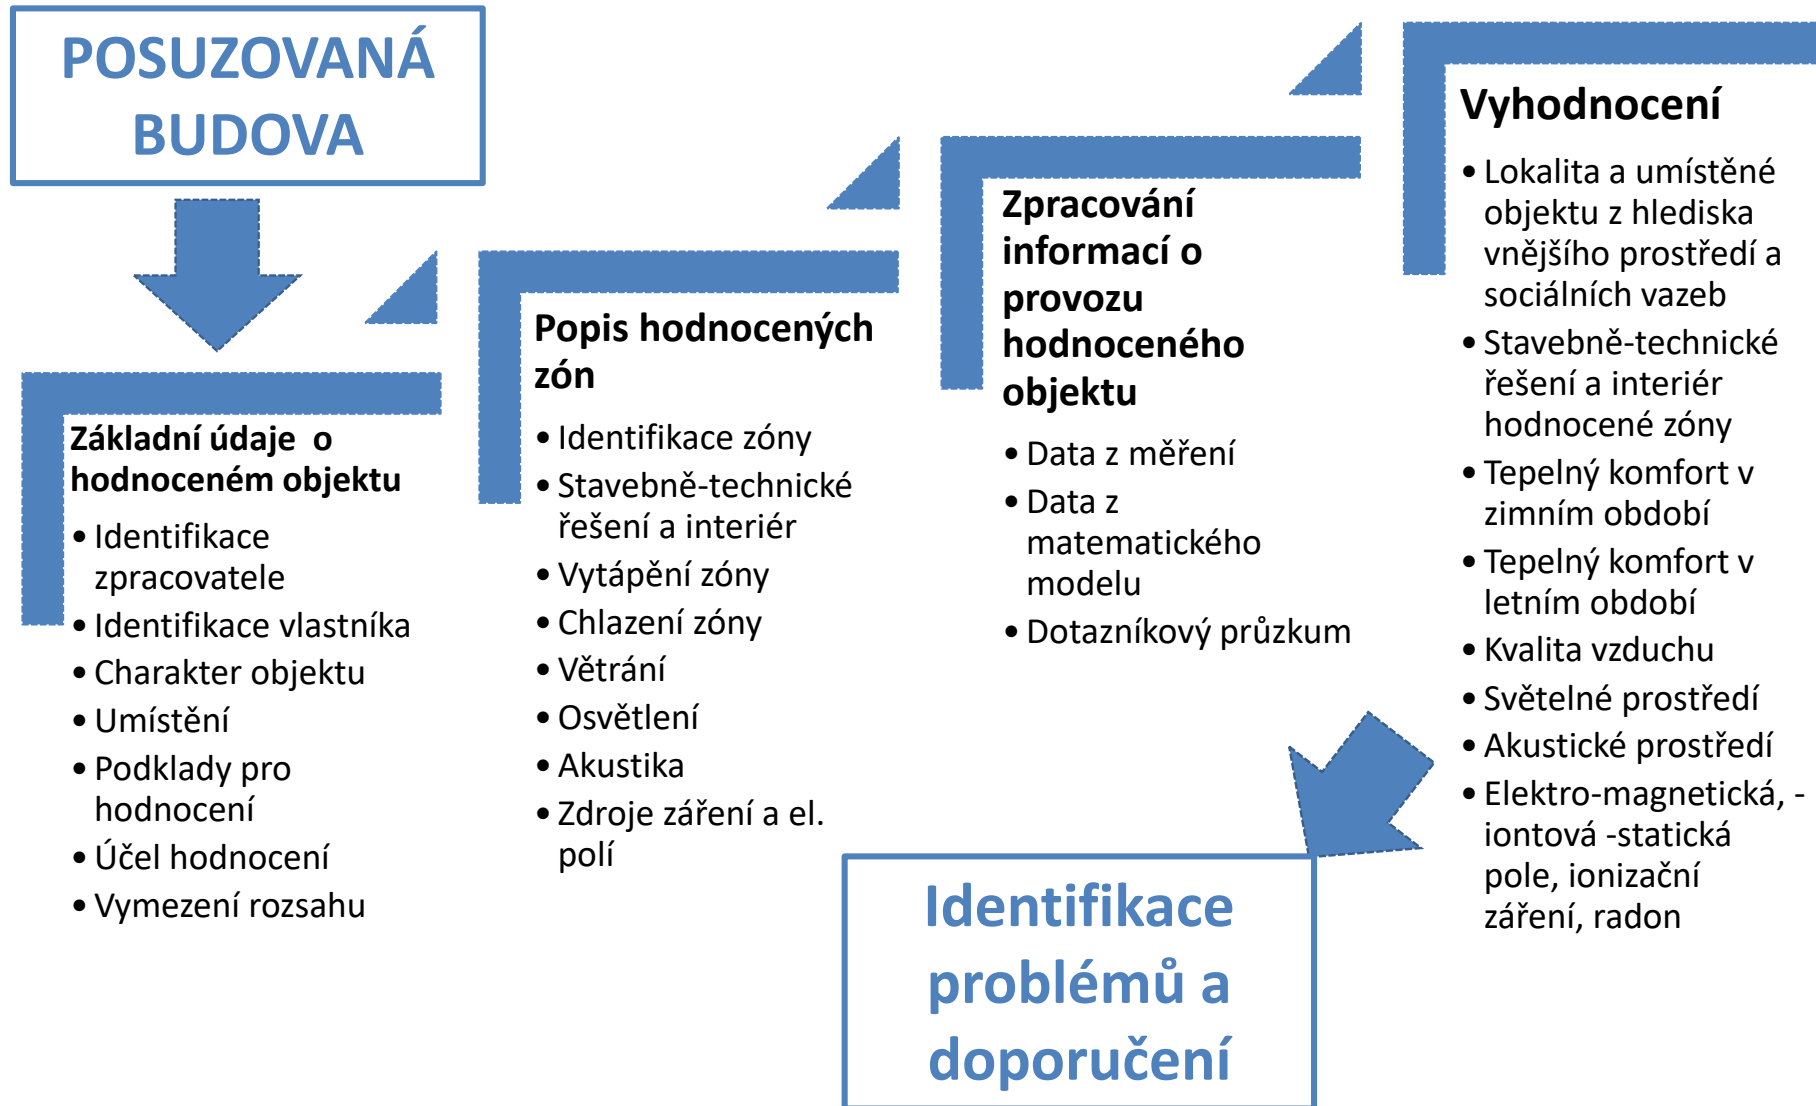 POSUZOVANÁ
BUDOVA
Základní údaje o
hodnoceném objektu
• Identifikace
zpracovatele
• Identifikace vlastníka
• Charakter objektu
• Umístění
• Podklady pro
hodnocení
• Účel hodnocení
• Vymezení rozsahu
Popis hodnocených
zón
• Identifikace zóny
• Stavebně-technické
řešení a interiér
• Vytápění zóny
• Chlazení zóny
• Větrání
• Osvětlení
• Akustika
• Zdroje záření a el.
polí
Zpracování
informací o
provozu
hodnoceného
objektu
• Data z měření
• Data z
matematického
modelu
• Dotazníkový průzkum
Vyhodnocení
• Lokalita a umístěné
objektu z hlediska
vnějšího prostředí a
sociálních vazeb
• Stavebně-technické
řešení a interiér
hodnocené zóny
• Tepelný komfort v
zimním období
• Tepelný komfort v
letním období
• Kvalita vzduchu
• Světelné prostředí
• Akustické prostředí
• Elektro-magnetická, -
iontová -statická
pole, ionizační
záření, radon
Identifikace
problémů a
doporučení